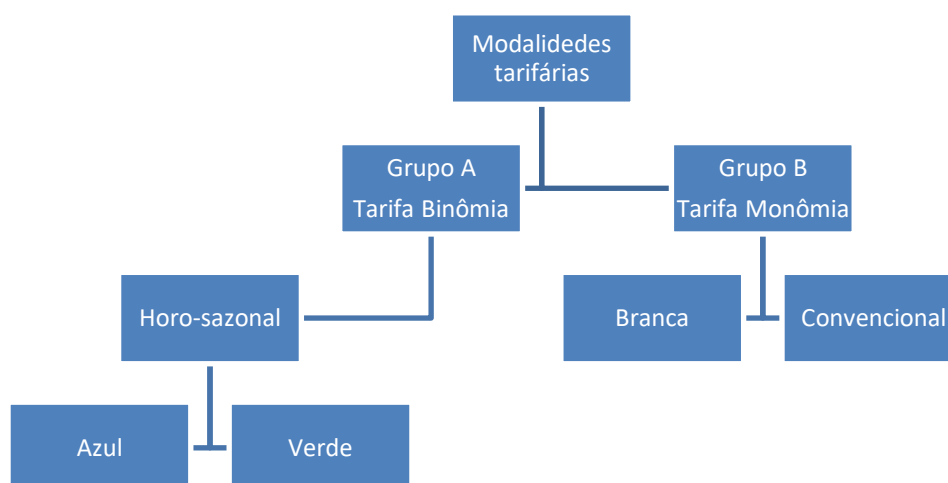 Modalidedes
tarifárias
Grupo A
Tarifa Binômia
Grupo B
Tarifa Monômia
Horo-sazonal
Branca
Convencional
Azul
Verde